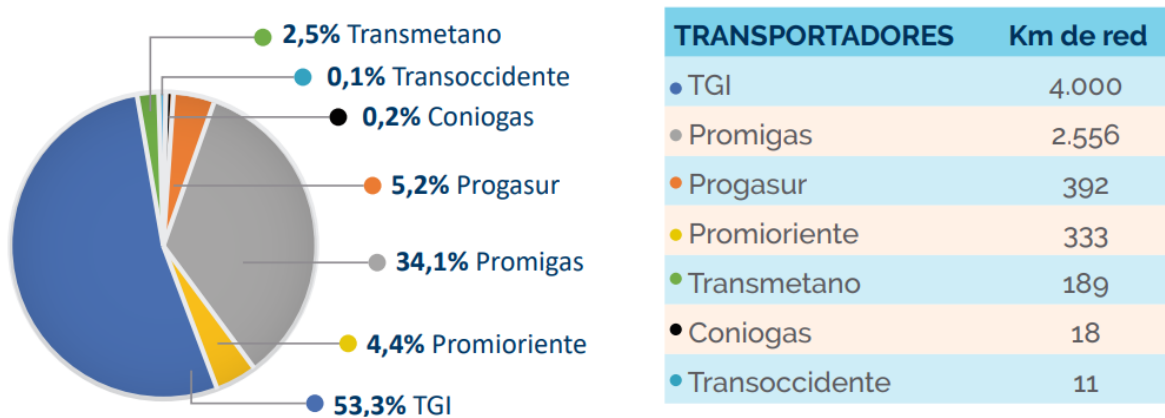 2,5% Transmetano
0,1% Transoccidente
0,2% Coniogas
5,2% Progasur
34,1% Promigas
4,4% Promioriente
53,3% TGI
TRANSPORTADORES Km de red
TGI 4.000
Promigas 2.556
Progasur 392
Promioriente 333
Transmetano 189
Coniogas 18
Transoccidente 11